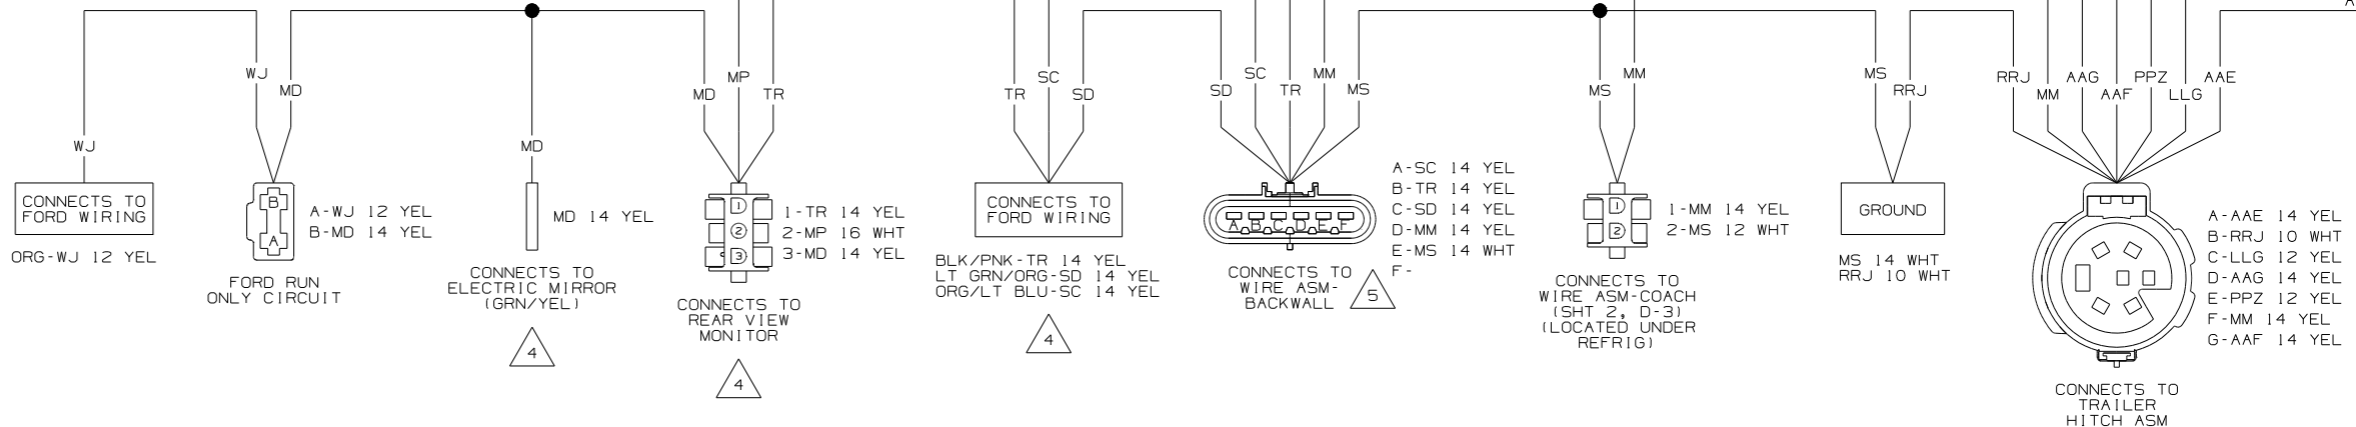 WJ
WJ
MD
MD
MD
MP
TR
TR
SC
SD
SD
SC
TR
MM
MS
MS
MM
MS
RRJ
RRJ
MM
AAG
AAF
PPZ
LLG
AAE
CONNECTS TO
FORD WIRING
ORG-WJ 12 YEL
B
A
A-WJ 12 YEL
B-MD 14 YEL
FORD RUN
ONLY CIRCUIT
MD 14 YEL
CONNECTS TO
ELECTRIC MIRROR
(GRN/YEL)
4
1
2
3
1-TR 14 YEL
2-MP 16 WHT
3-MD 14 YEL
CONNECTS TO
REAR VIEW
MONITOR
4
CONNECTS TO
FORD WIRING
BLK/PNK-TR 14 YEL
LT GRN/ORG-SD 14 YEL
ORG/LT BLU-SC 14 YEL
4
A B C D E F
A-SC 14 YEL
B-TR 14 YEL
C-SD 14 YEL
D-MM 14 YEL
E-MS 14 WHT
F-
CONNECTS TO
WIRE ASM-
BACKWALL
5
1
2
1-MM 14 YEL
2-MS 12 WHT
CONNECTS TO
WIRE ASM-COACH
(SHT 2, D-3)
(LOCATED UNDER
REFRIG)
GROUND
MS 14 WHT
RRJ 10 WHT
A-AAE 14 YEL
B-RRJ 10 WHT
C-LLG 12 YEL
D-AAG 14 YEL
E-PPZ 12 YEL
F-MM 14 YEL
G-AAF 14 YEL
CONNECTS TO
TRAILER
HITCH ASM